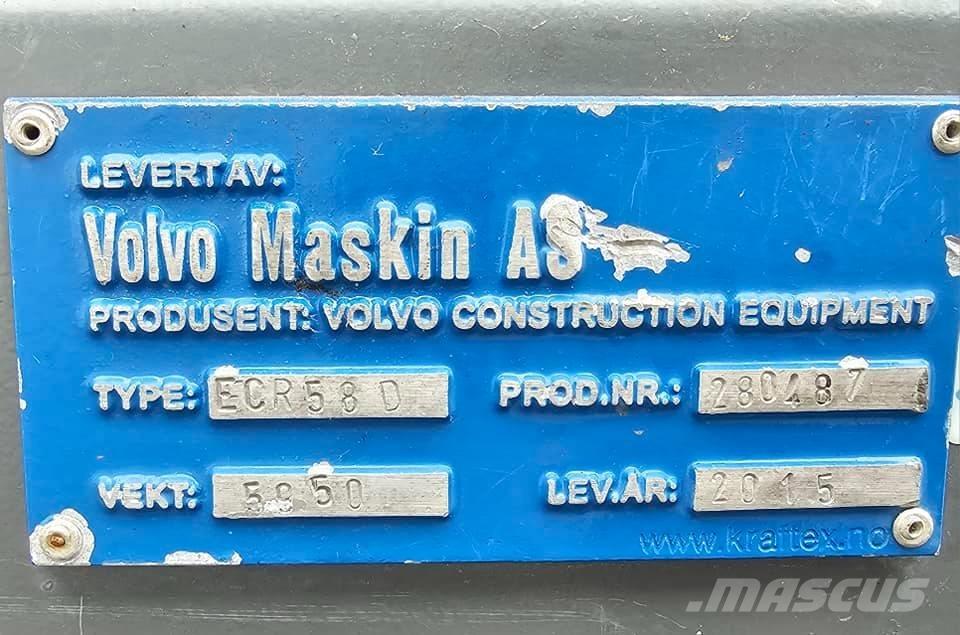 LEVERT AV:
Volvo Maskin AS
PRODUSENT: VOLVO CONSTRUCTION EQUIPMENT
TYPE: ECR58D PROD.NR.: 280487
VEKT: 5950 LEV.ÅR: 2015
www.kraftex.no
MASCUS